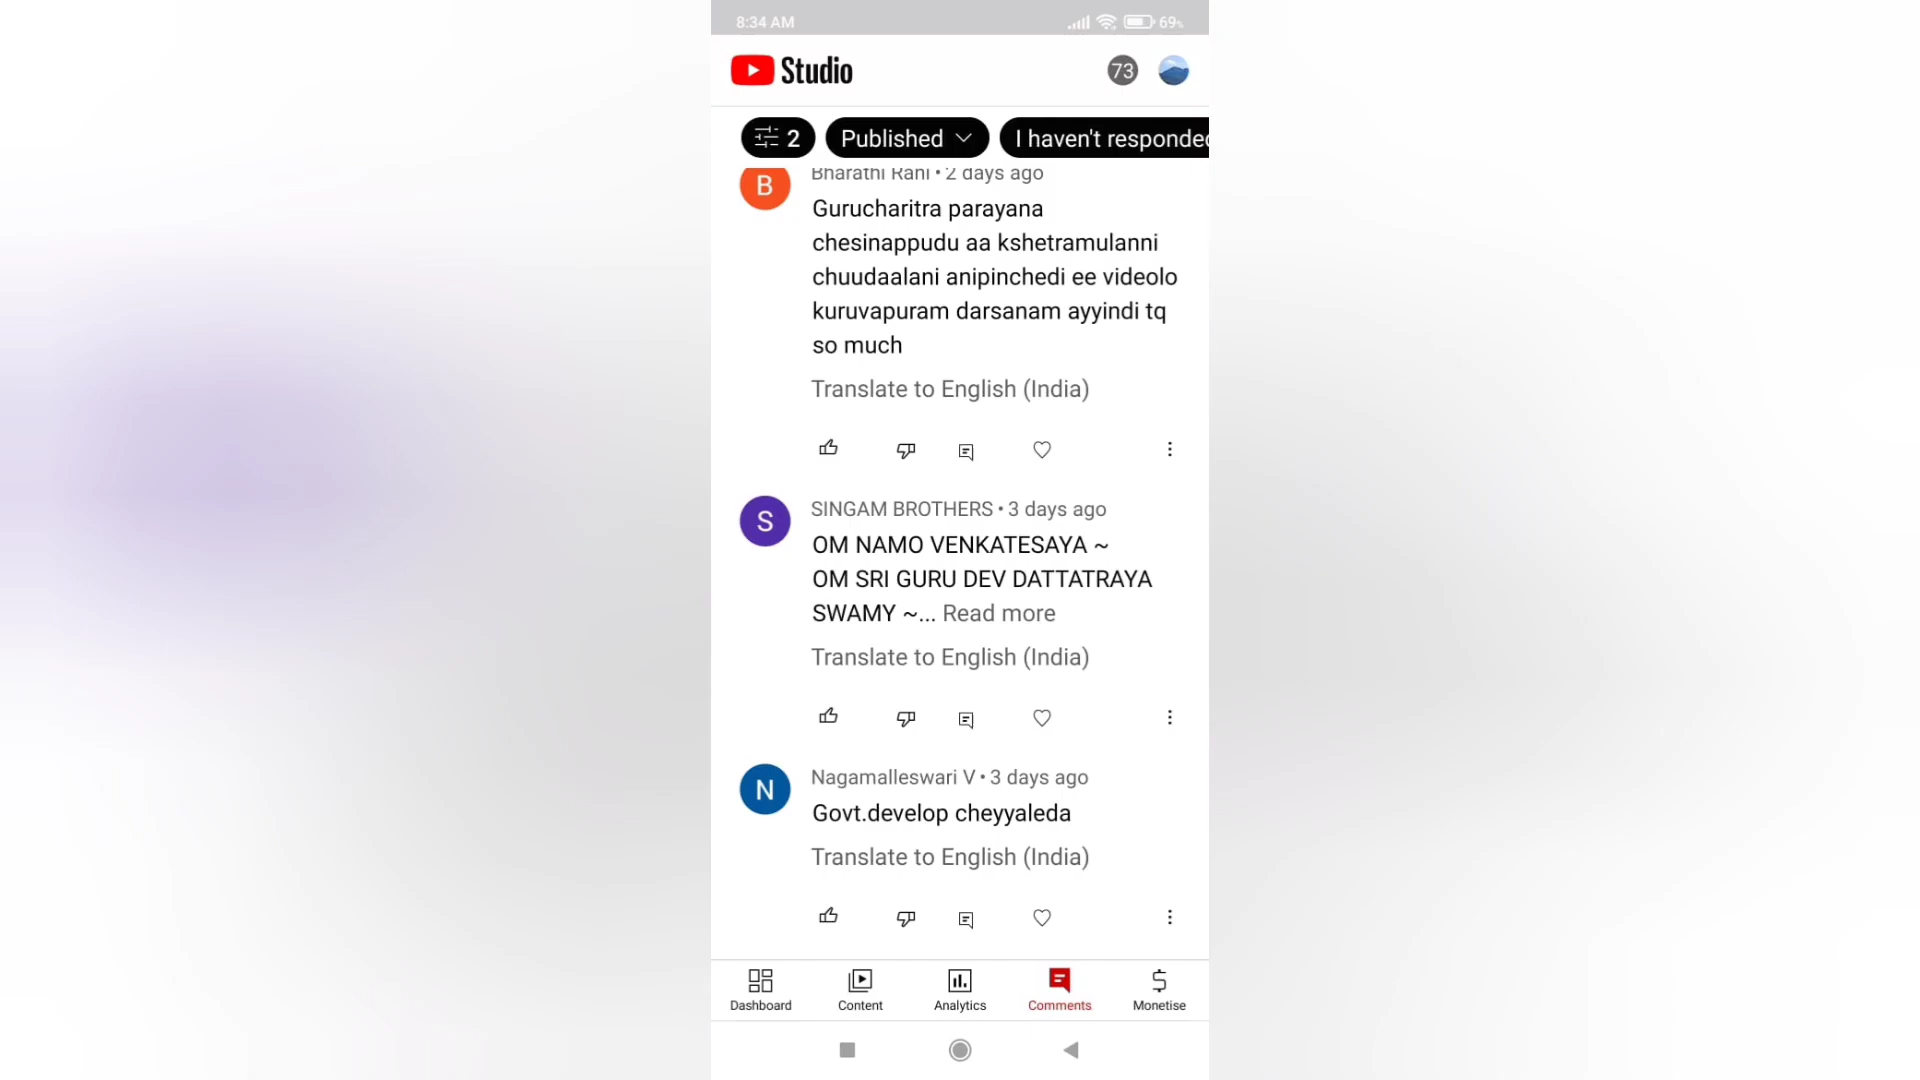 8:34 AM
69%
Studio
73
2
Published
I haven't responded
Bharathi Rani • 2 days ago
B
Gurucharitra parayana
chesinappudu aa kshetramulanni
chuudaalani anipinchedi ee videolo
kuruvapuram darsanam ayyindi tq
so much
Translate to English (India)
SINGAM BROTHERS • 3 days ago
S
OM NAMO VENKATESAYA ~
OM SRI GURU DEV DATTATRAYA
SWAMY ~... Read more
Translate to English (India)
Nagamalleswari V • 3 days ago
N
Govt.develop cheyyaleda
Translate to English (India)
Dashboard
Content
Analytics
Comments
Monetise